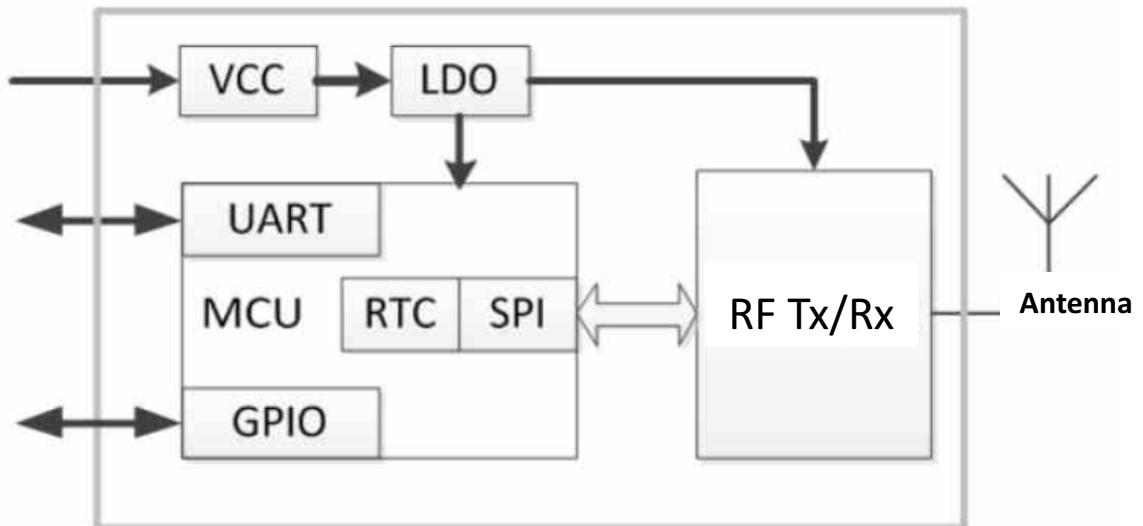 VCC
LDO
UART
MCU
RTC
SPI
RF Tx/Rx
Antenna
GPIO